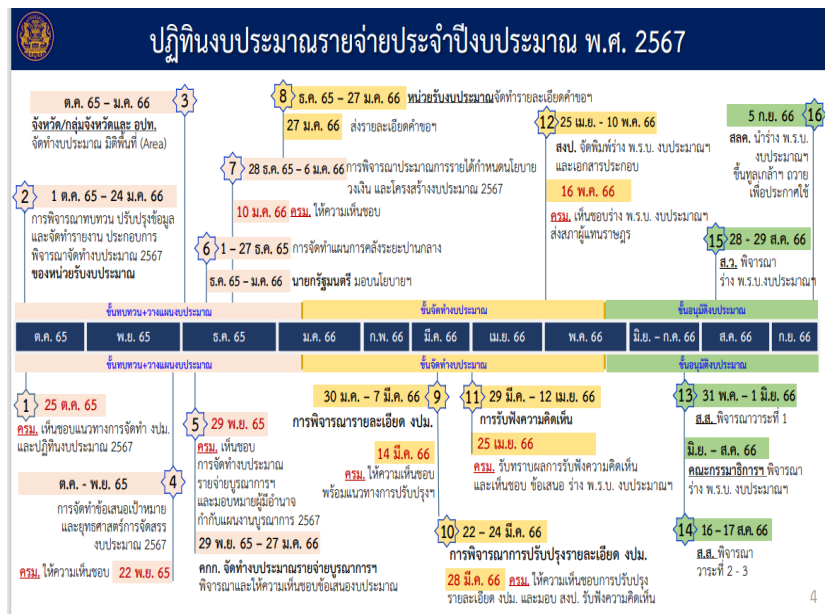 ปฏิทินงบประมาณรายจ่ายประจำปีงบประมาณ พ.ศ. 2567
3
ต.ค. 65 – ม.ค. 66
จังหวัด/กลุ่มจังหวัดและ อปท.
จัดทำงบประมาณ มิติพื้นที่ (Area)
2
1 ต.ค. 65 – 24 ม.ค. 66
การพิจารณาทบทวน ปรับปรุงข้อมูล
และจัดทำรายงาน ประกอบการ
พิจารณาจัดทำงบประมาณ 2567
ของหน่วยรับงบประมาณ
8
ธ.ค. 65 – 27 ม.ค. 66 หน่วยรับงบประมาณจัดทำรายละเอียดคำขอฯ
27 ม.ค. 66 ส่งรายละเอียดคำขอฯ
7
28 ธ.ค. 65 – 6 ม.ค. 66 การพิจารณาประมาณการรายได้กำหนดนโยบาย
วงเงิน และโครงสร้างงบประมาณ 2567
10 ม.ค. 66 ครม. ให้ความเห็นชอบ
6
1 – 27 ธ.ค. 65 การจัดทำแผนการคลังระยะปานกลาง
ธ.ค. 65 – ม.ค. 66 นายกรัฐมนตรี มอบนโยบายฯ
12
25 เม.ย. - 10 พ.ค. 66
สงป. จัดพิมพ์ร่าง พ.ร.บ. งบประมาณฯ
และเอกสารประกอบ
16 พ.ค. 66
ครม. เห็นชอบร่าง พ.ร.บ. งบประมาณฯ
ส่งสภาผู้แทนราษฎร
5 ก.ย. 66
16
สลค. นำร่าง พ.ร.บ.
งบประมาณฯ
ขึ้นทูลเกล้าฯ ถวาย
เพื่อประกาศใช้
15
28 - 29 ส.ค. 66
ส.ว. พิจารณา
ร่าง พ.ร.บ.งบประมาณฯ
ขั้นทบทวน+วางแผนงบประมาณ
ขั้นจัดทำงบประมาณ
ขั้นอนุมัติงบประมาณ
ต.ค. 65 พ.ย. 65 ธ.ค. 65 ม.ค. 66 ก.พ. 66 มี.ค. 66 เม.ย. 66 พ.ค. 66 มิ.ย. – ก.ค. 66 ส.ค. 66 ก.ย. 66
ขั้นทบทวน+วางแผนงบประมาณ
ขั้นจัดทำงบประมาณ
ขั้นอนุมัติงบประมาณ
1
25 ต.ค. 65
ครม. เห็นชอบแนวทางการจัดทำ งปม.
และปฏิทินงบประมาณ 2567
ต.ค. - พ.ย. 65
4
การจัดทำข้อเสนอเป้าหมาย
และยุทธศาสตร์การจัดสรร
งบประมาณ 2567
ครม. ให้ความเห็นชอบ 22 พ.ย. 65
5
29 พ.ย. 65
ครม. เห็นชอบ
การจัดทำงบประมาณ
รายจ่ายบูรณาการฯ
และมอบหมายผู้มีอำนาจ
กำกับแผนงานบูรณาการ 2567
29 พ.ย. 65 – 27 ม.ค. 66
คกก. จัดทำงบประมาณรายจ่ายบูรณาการฯ
พิจารณาและให้ความเห็นชอบข้อเสนองบประมาณ
30 ม.ค. – 7 มี.ค. 66
9
การพิจารณารายละเอียด งปม.
14 มี.ค. 66
ครม. ให้ความเห็นชอบ
พร้อมแนวทางการปรับปรุงฯ
11
29 มี.ค. – 12 เม.ย. 66
การรับฟังความคิดเห็น
25 เม.ย. 66
ครม. รับทราบผลการรับฟังความคิดเห็น
และเห็นชอบ ข้อเสนอ ร่าง พ.ร.บ. งบประมาณฯ
10
22 – 24 มี.ค. 66
การพิจารณาการปรับปรุงรายละเอียด งปม.
28 มี.ค. 66 ครม. ให้ความเห็นชอบการปรับปรุง
รายละเอียด งปม. และมอบ สงป. รับฟังความคิดเห็น
13
31 พ.ค. – 1 มิ.ย. 66
ส.ส. พิจารณาวาระที่ 1
มิ.ย. – ส.ค. 66
คณะกรรมาธิการฯ พิจารณา
ร่าง พ.ร.บ. งบประมาณฯ
14
16 –17 ส.ค. 66
ส.ส. พิจารณา
วาระที่ 2 - 3
4